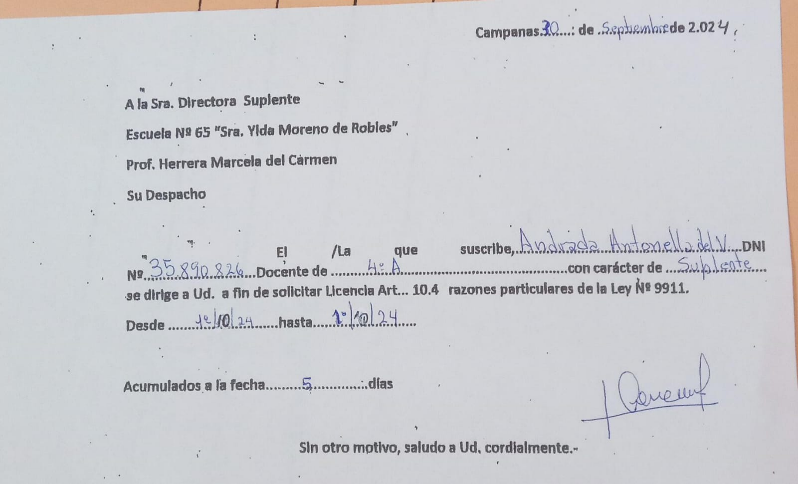 Campanas.30...: de .Septiembre de 2.024.
A la Sra. Directora Suplente
Escuela Nº 65 "Sra. Ylda Moreno de Robles"
Prof. Herrera Marcela del Carmen
Su Despacho
El /La que suscribe, Andrada Antonella del V....DNI
Nº.35.890.826...Docente de ..........4º A..........................................con carácter de ...Suplente....
se dirige a Ud. a fin de solicitar Licencia Art... 10.4 razones particulares de la Ley Nº 9911.
Desde .......1º/10/24......hasta.....1º/10/24.....
Acumulados a la fecha.........5..............días
Sin otro motivo, saludo a Ud. cordialmente.-